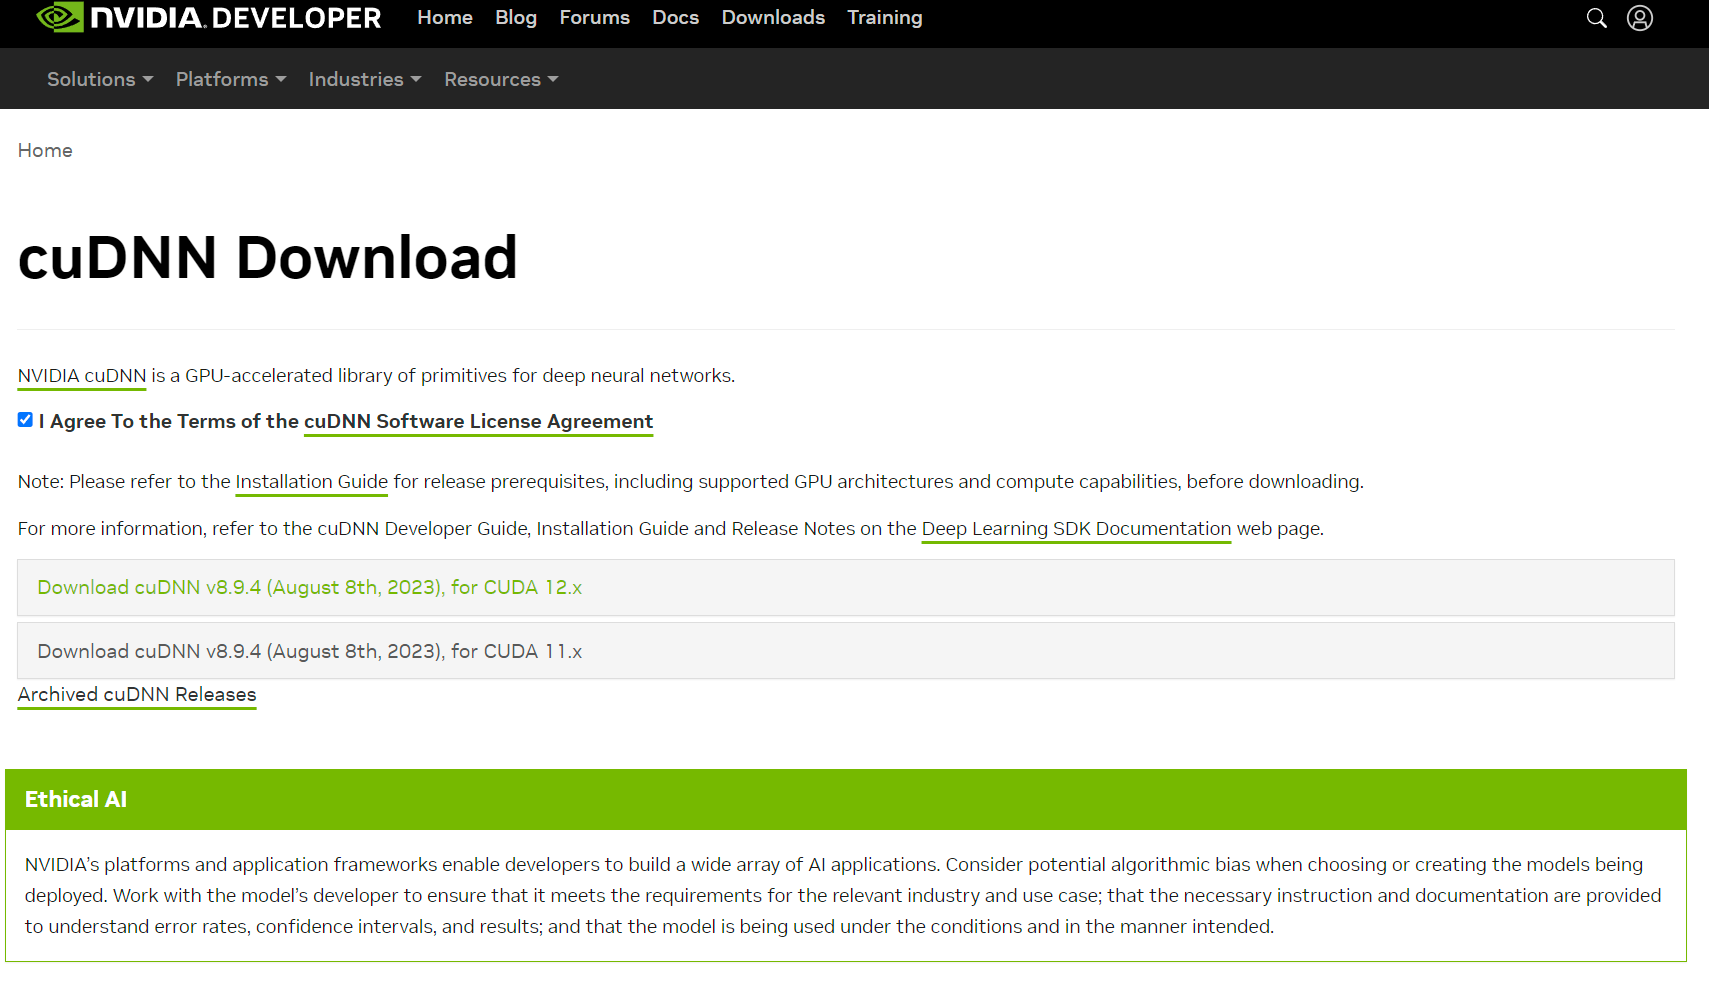 NVIDIA. DEVELOPER Home Blog Forums Docs Downloads Training
Solutions Platforms Industries Resources
Home
cuDNN Download
NVIDIA cuDNN is a GPU-accelerated library of primitives for deep neural networks.
I Agree To the Terms of the cuDNN Software License Agreement
Note: Please refer to the Installation Guide for release prerequisites, including supported GPU architectures and compute capabilities, before downloading.
For more information, refer to the cuDNN Developer Guide, Installation Guide and Release Notes on the Deep Learning SDK Documentation web page.
Download cuDNN v8.9.4 (August 8th, 2023), for CUDA 12.x
Download cuDNN v8.9.4 (August 8th, 2023), for CUDA 11.x
Archived cuDNN Releases
Ethical AI
NVIDIA’s platforms and application frameworks enable developers to build a wide array of AI applications. Consider potential algorithmic bias when choosing or creating the models being
deployed. Work with the model’s developer to ensure that it meets the requirements for the relevant industry and use case; that the necessary instruction and documentation are provided
to understand error rates, confidence intervals, and results; and that the model is being used under the conditions and in the manner intended.